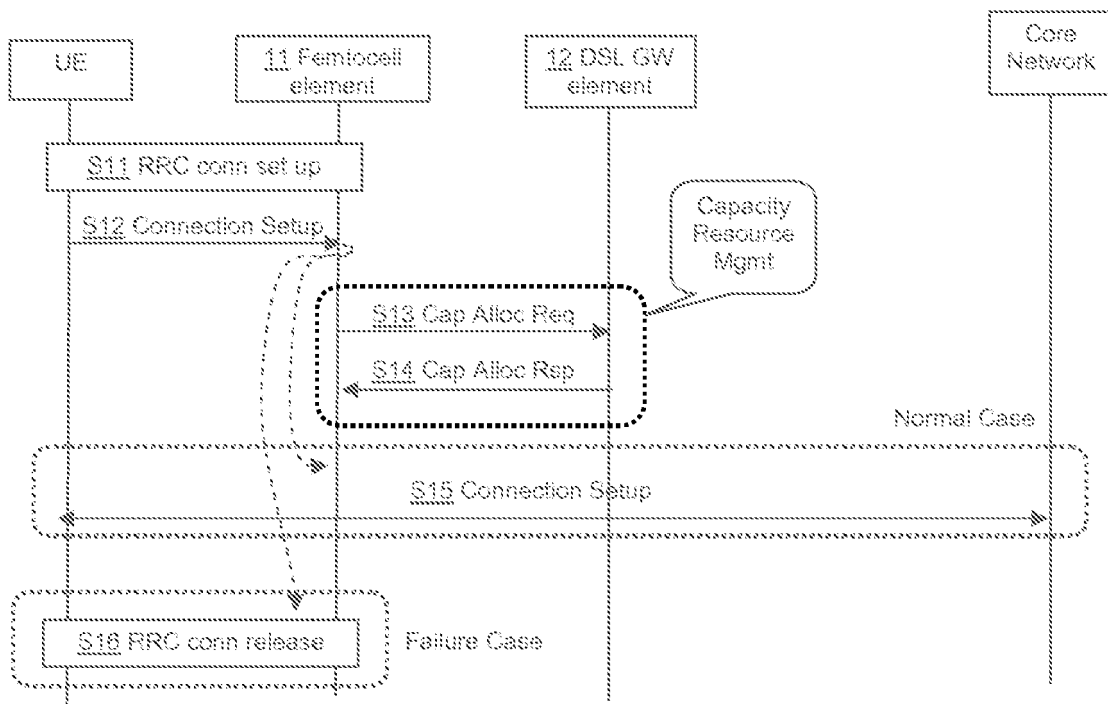 UE
11 Femtocell
element
12 DSL GW
element
Core
Network
S11 RRC conn set up
S12 Connection Setup
Capacity
Resource
Mgmt
S13 Cap Alloc Req
S14 Cap Alloc Rsp
Normal Case
S15 Connection Setup
S16 RRC conn release
Failure Case